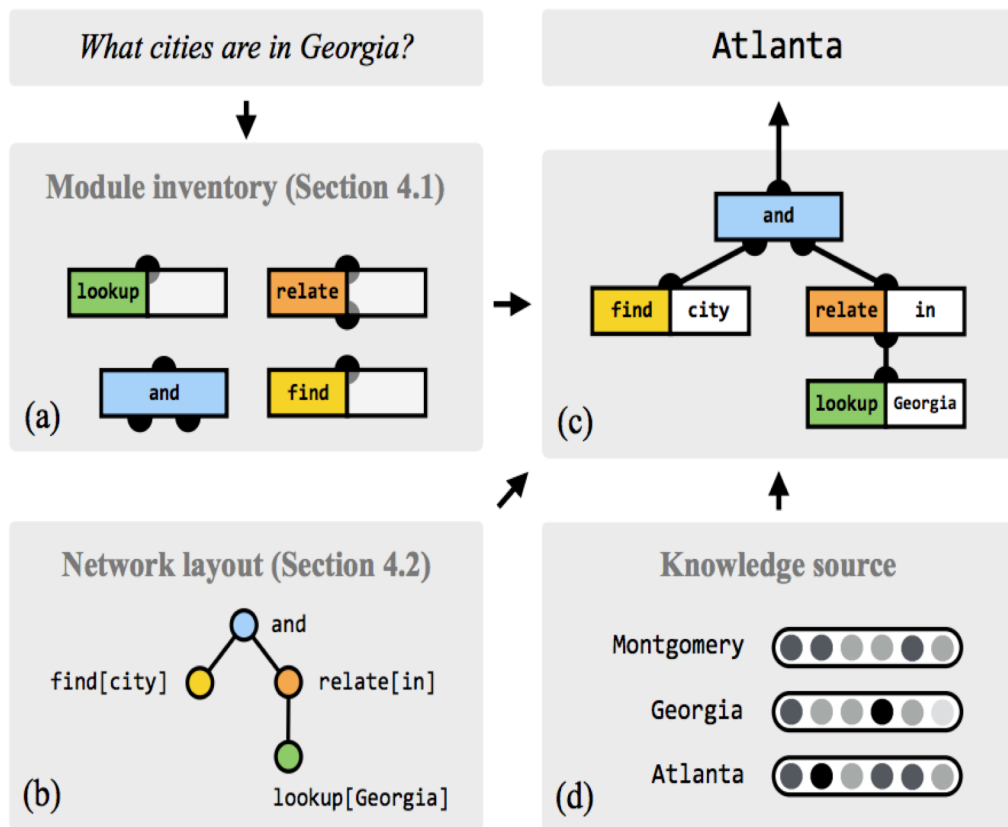 What cities are in Georgia?
Atlanta
Module inventory (Section 4.1)
lookup
relate
and
find
(a)
and
find city
relate in
lookup Georgia
(c)
Network layout (Section 4.2)
and
find[city]
relate[in]
lookup[Georgia]
(b)
Knowledge source
Montgomery
Georgia
Atlanta
(d)